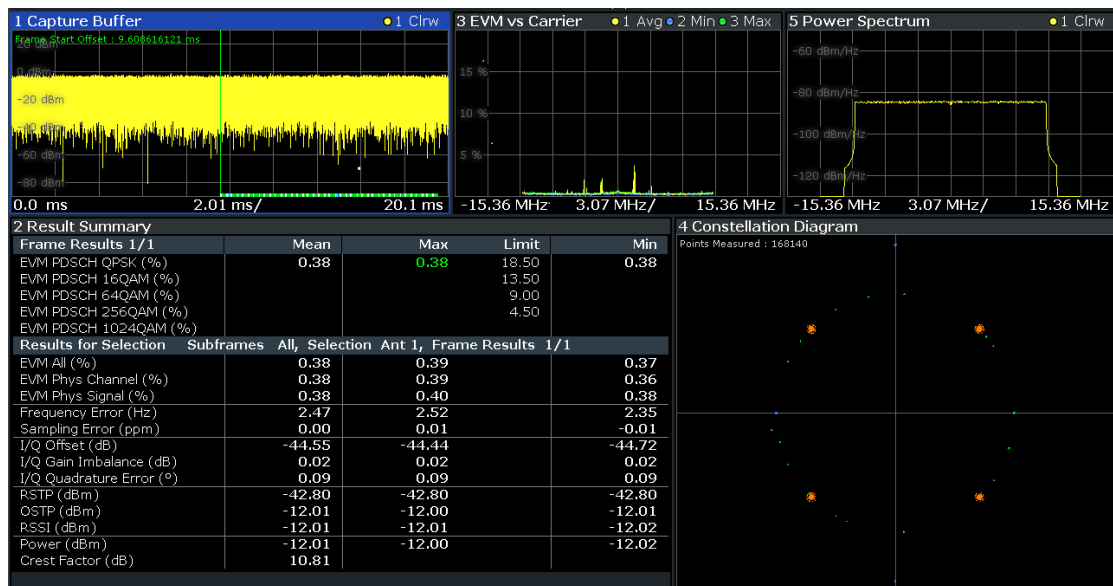 1 Capture Buffer 1 Clrw
Frame Start Offset : 9.608616121 ms
20 dBm
0 dBm
-20 dBm
-40 dBm
-60 dBm
-80 dBm
0.0 ms 2.01 ms/ 20.1 ms
3 EVM vs Carrier 1 Avg 2 Min 3 Max
15 %
10 %
5 %
-15.36 MHz 3.07 MHz/ 15.36 MHz
5 Power Spectrum 1 Clrw
-60 dBm/Hz
-80 dBm/Hz
-100 dBm/Hz
-120 dBm/Hz
-15.36 MHz 3.07 MHz/ 15.36 MHz
2 Result Summary
Frame Results 1/1 Mean Max Limit Min
EVM PDSCH QPSK (%) 0.38 0.38 18.50 0.38
EVM PDSCH 16QAM (%) 13.50
EVM PDSCH 64QAM (%) 9.00
EVM PDSCH 256QAM (%) 4.50
EVM PDSCH 1024QAM (%)
Results for Selection Subframes All, Selection Ant 1, Frame Results 1/1
EVM All (%) 0.38 0.39 0.37
EVM Phys Channel (%) 0.38 0.39 0.36
EVM Phys Signal (%) 0.38 0.40 0.38
Frequency Error (Hz) 2.47 2.52 2.35
Sampling Error (ppm) 0.00 0.01 -0.01
I/Q Offset (dB) -44.55 -44.44 -44.72
I/Q Gain Imbalance (dB) 0.02 0.02 0.02
I/Q Quadrature Error (º) 0.09 0.09 0.09
RSTP (dBm) -42.80 -42.80 -42.80
OSTP (dBm) -12.01 -12.00 -12.01
RSSI (dBm) -12.01 -12.01 -12.02
Power (dBm) -12.01 -12.00 -12.02
Crest Factor (dB) 10.81
4 Constellation Diagram
Points Measured : 168140